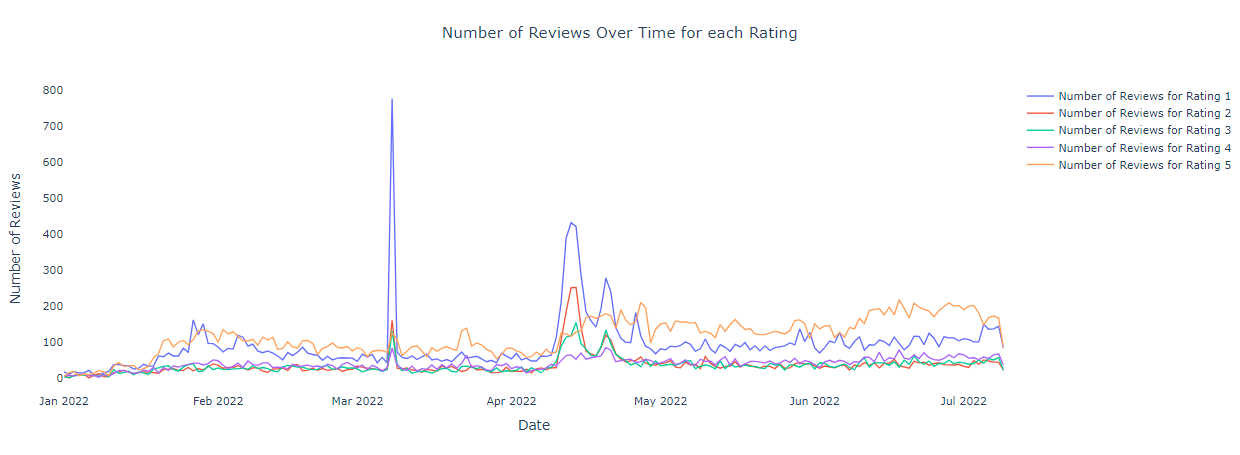 Number of Reviews Over Time for each Rating
800
700
600
500
400
300
200
100
0
Number of Reviews
Jan 2022
Feb 2022
Mar 2022
Apr 2022
May 2022
Jun 2022
Jul 2022
Date
Number of Reviews for Rating 1
Number of Reviews for Rating 2
Number of Reviews for Rating 3
Number of Reviews for Rating 4
Number of Reviews for Rating 5